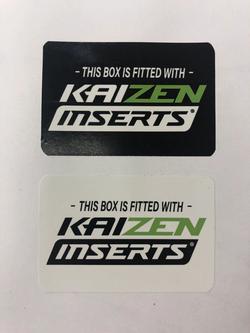 - THIS BOX IS FITTED WITH -
KAIZEN
INSERTS®
- THIS BOX IS FITTED WITH -
KAIZEN
INSERTS®